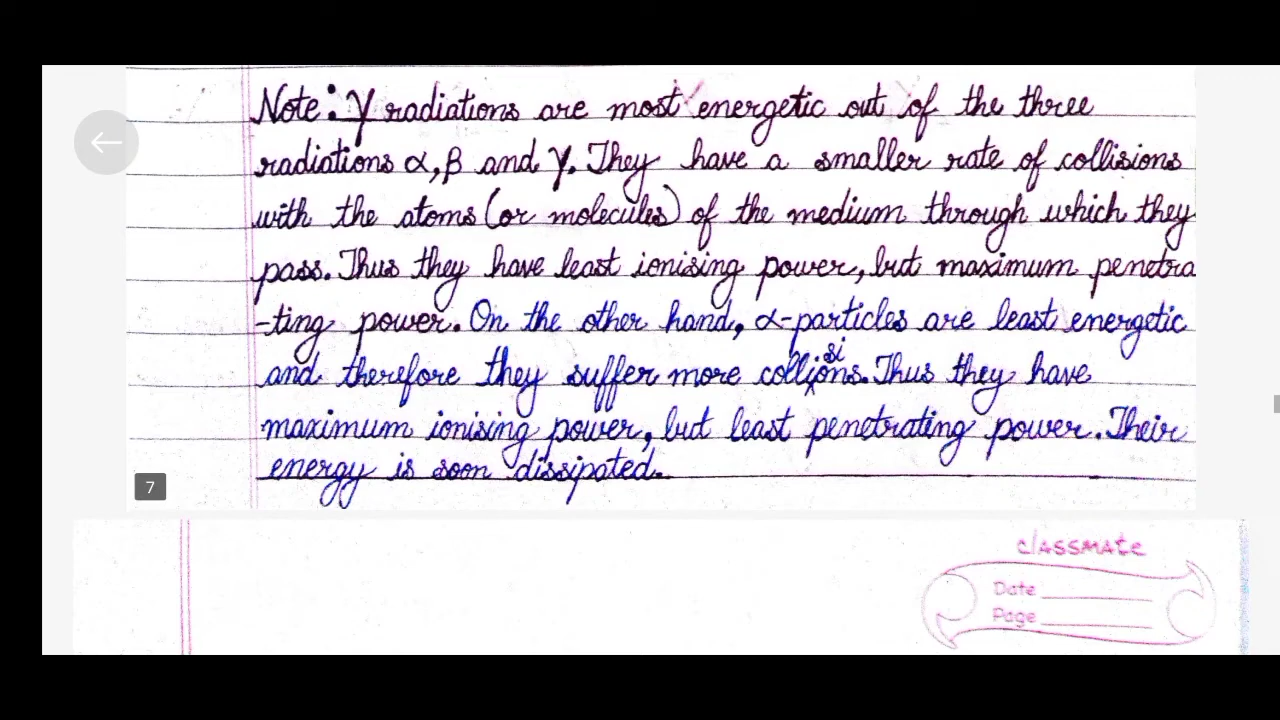 Note: γ radiations are most energetic out of the three
radiations α, β and γ. They have a smaller rate of collisions
with the atoms (or molecules) of the medium through which they
pass. Thus they have least ionising power, but maximum penetra
-ting power. On the other hand, α-particles are least energetic
and therefore they suffer more collisions. Thus they have
maximum ionising power, but least penetrating power. Their
energy is soon dissipated.
7
classmate
Date
Page